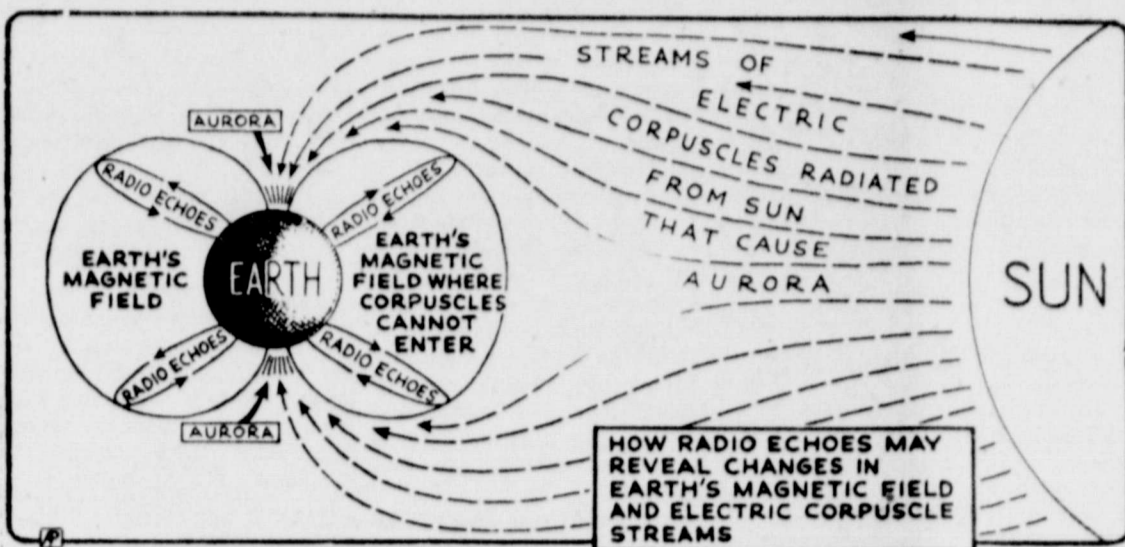 STREAMS OF
ELECTRIC
CORPUSCLES RADIATED
FROM SUN
THAT CAUSE
AURORA
AURORA
RADIO ECHOES
RADIO ECHOES
EARTH'S
MAGNETIC
FIELD
EARTH
EARTH'S
MAGNETIC
FIELD WHERE
CORPUSCLES
CANNOT
ENTER
SUN
RADIO ECHOES
RADIO ECHOES
AURORA
HOW RADIO ECHOES MAY
REVEAL CHANGES IN
EARTH'S MAGNETIC FIELD
AND ELECTRIC CORPUSCLE
STREAMS
AP